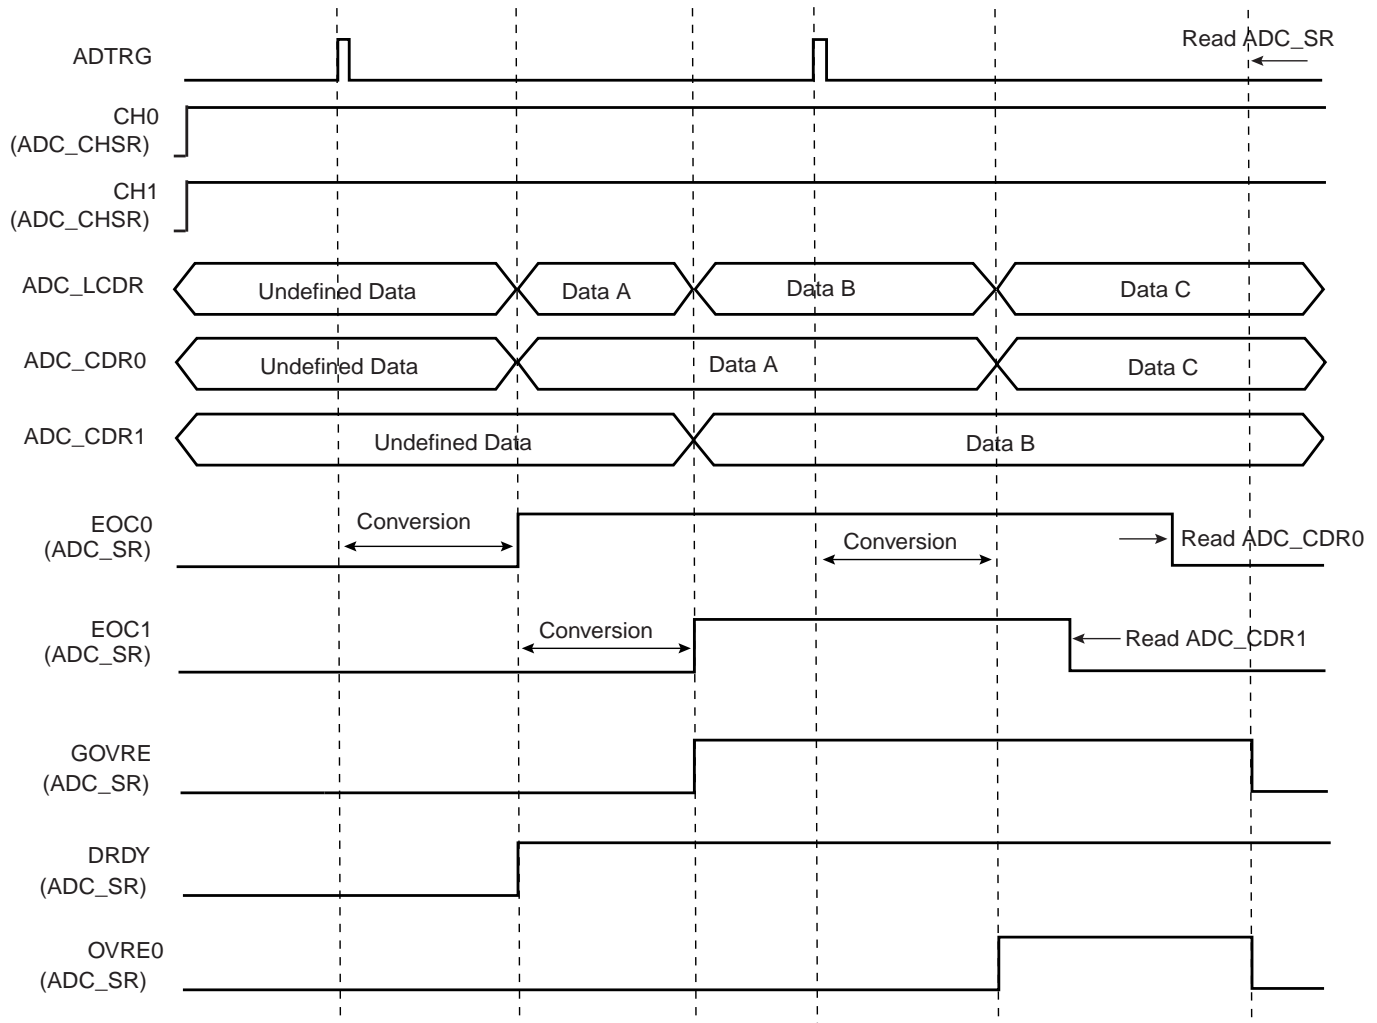 ADTRG
Read ADC_SR
CH0
(ADC_CHSR)
CH1
(ADC_CHSR)
ADC_LCDR
Undefined Data
Data A
Data B
Data C
ADC_CDR0
Undefined Data
Data A
Data C
ADC_CDR1
Undefined Data
Data B
EOC0
(ADC_SR)
Conversion
Conversion
Read ADC_CDR0
EOC1
(ADC_SR)
Conversion
Read ADC_CDR1
GOVRE
(ADC_SR)
DRDY
(ADC_SR)
OVRE0
(ADC_SR)